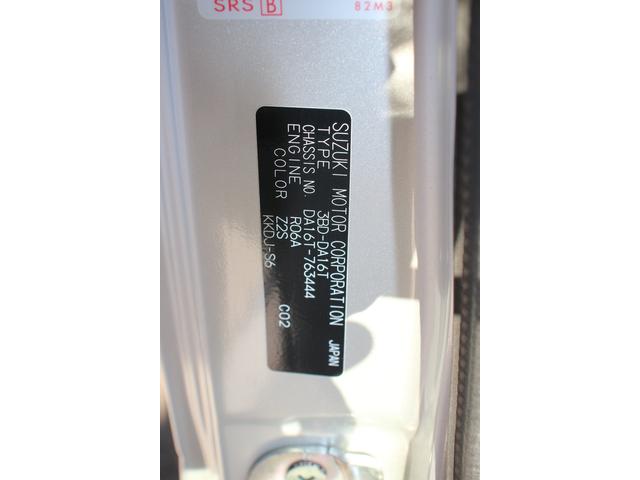 SRS B
82M3
SUZUKI MOTOR CORPORATION JAPAN
TYPE 3BD-DA16T
CHASSIS NO. DA16T-763444
ENGINE R06A
COLOR Z2S C02
KKDJ-S6